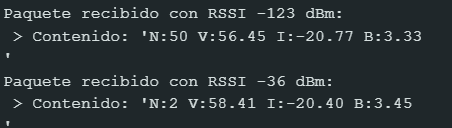 Paquete recibido con RSSI -123 dBm:
 > Contenido: 'N:50 V:56.45 I:-20.77 B:3.33
'
Paquete recibido con RSSI -36 dBm:
 > Contenido: 'N:2 V:58.41 I:-20.40 B:3.45
'